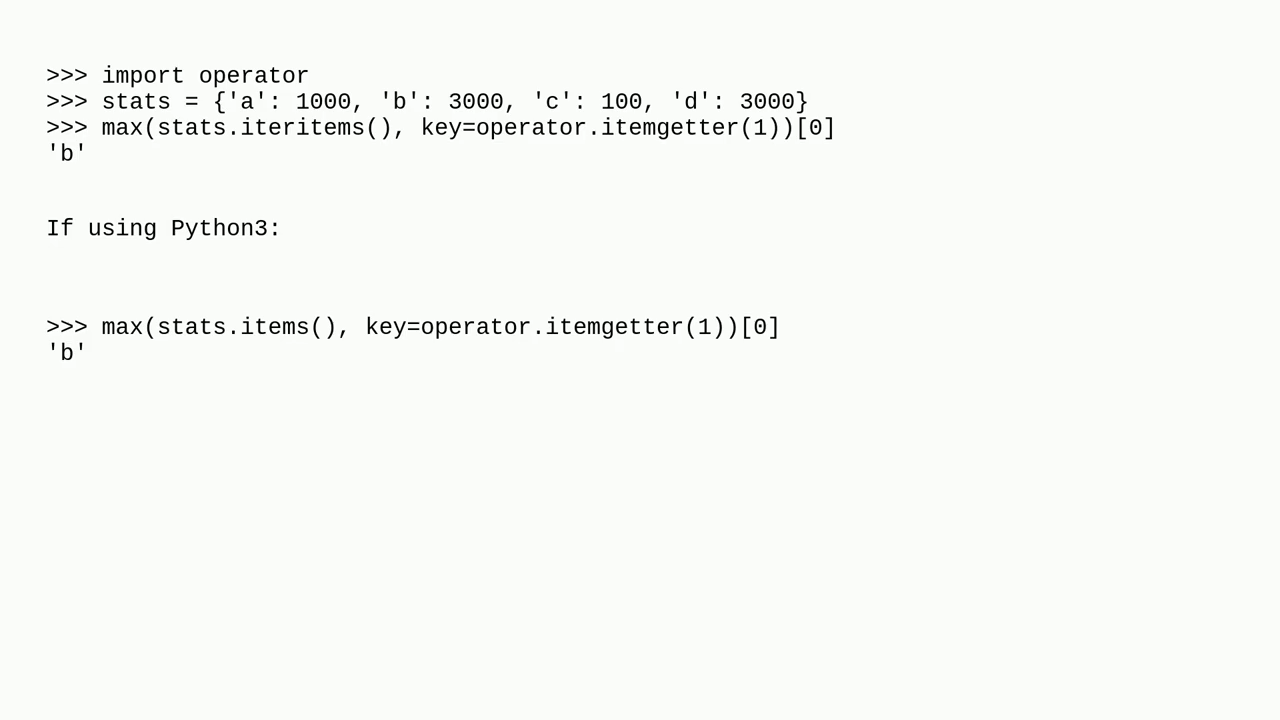 >>> import operator
>>> stats = {'a': 1000, 'b': 3000, 'c': 100, 'd': 3000}
>>> max(stats.iteritems(), key=operator.itemgetter(1))[0]
'b'
If using Python3:
>>> max(stats.items(), key=operator.itemgetter(1))[0]
'b'